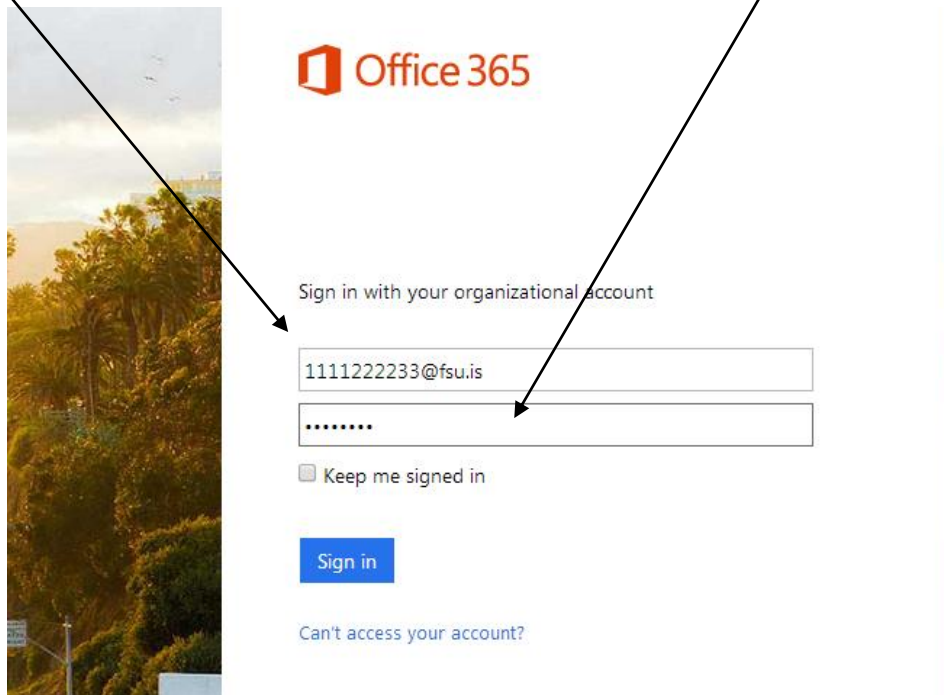 Office 365
Sign in with your organizational account
1111222233@fsu.is
••••••••
Keep me signed in
Sign in
Can't access your account?